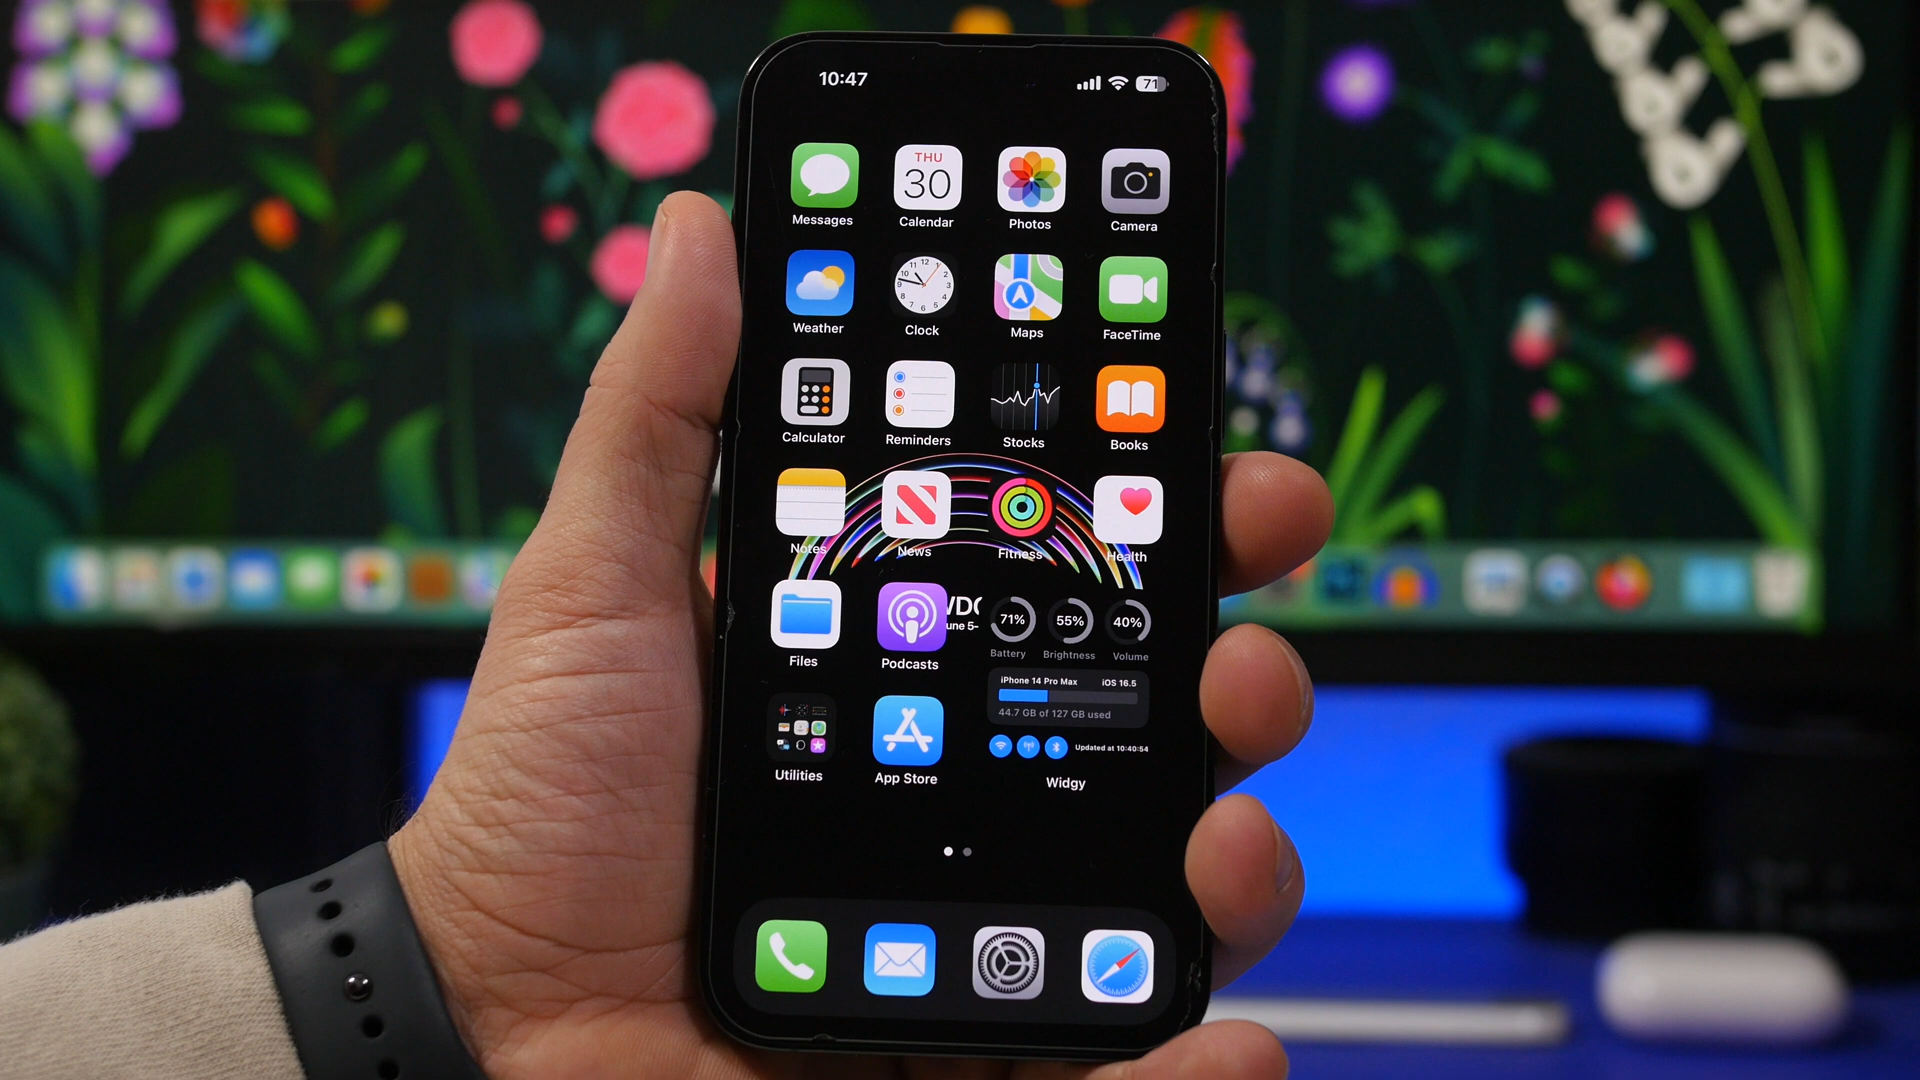 10:47
71
THU
30
Messages
Calendar
Photos
Camera
Weather
Clock
Maps
FaceTime
Calculator
Reminders
Stocks
Books
Notes
News
Fitness
Health
71%
55%
40%
Battery
Brightness
Volume
iPhone 14 Pro Max
iOS 16.5
44.7 GB of 127 GB used
Updated at 10:40:54
Files
Podcasts
Utilities
App Store
Widgy